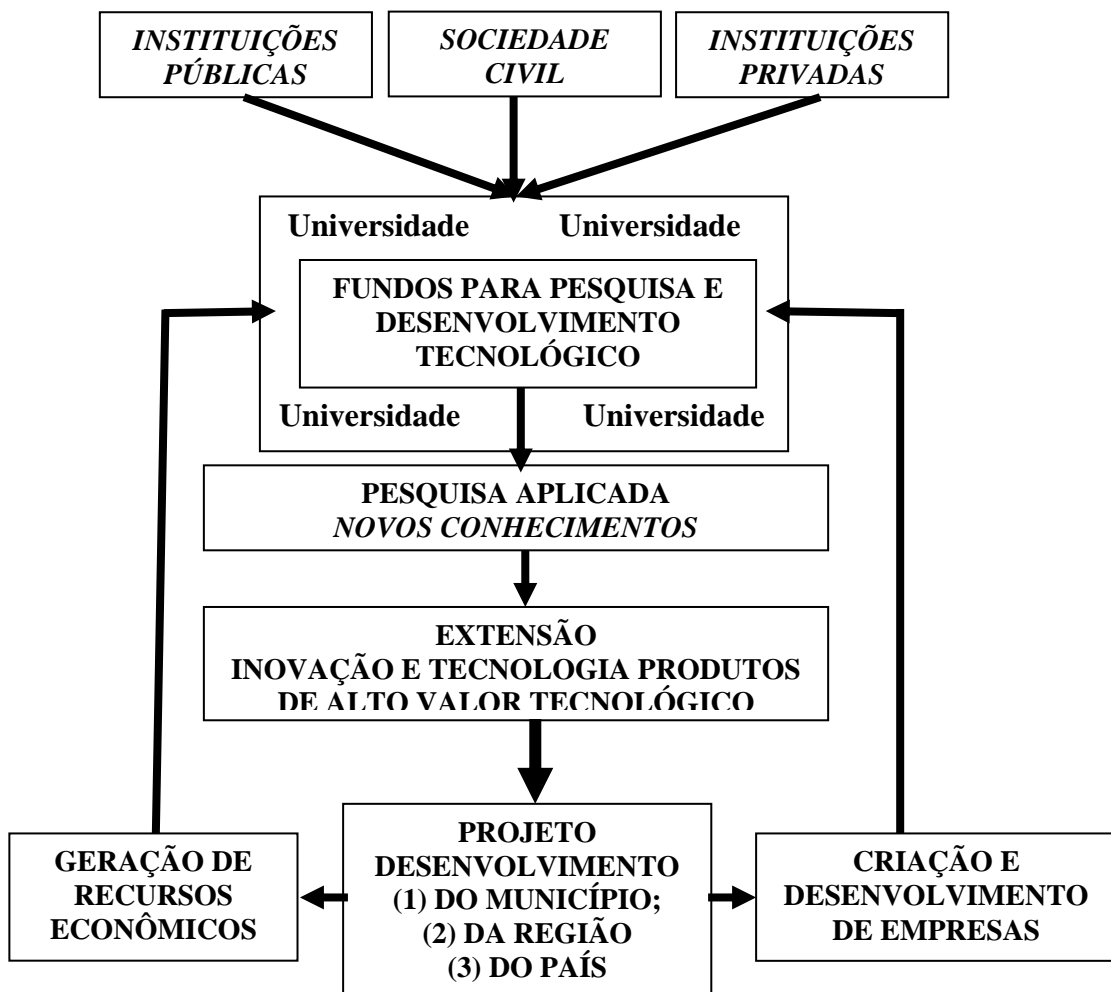 INSTITUIÇÕES
PÚBLICAS
SOCIEDADE
CIVIL
INSTITUIÇÕES
PRIVADAS
Universidade Universidade
FUNDOS PARA PESQUISA E
DESENVOLVIMENTO
TECNOLÓGICO
Universidade Universidade
PESQUISA APLICADA
NOVOS CONHECIMENTOS
EXTENSÃO
INOVAÇÃO E TECNOLOGIA PRODUTOS
DE ALTO VALOR TECNOLÓGICO
GERAÇÃO DE
RECURSOS
ECONÔMICOS
PROJETO
DESENVOLVIMENTO
(1) DO MUNICÍPIO;
(2) DA REGIÃO
(3) DO PAÍS
CRIAÇÃO E
DESENVOLVIMENTO
DE EMPRESAS